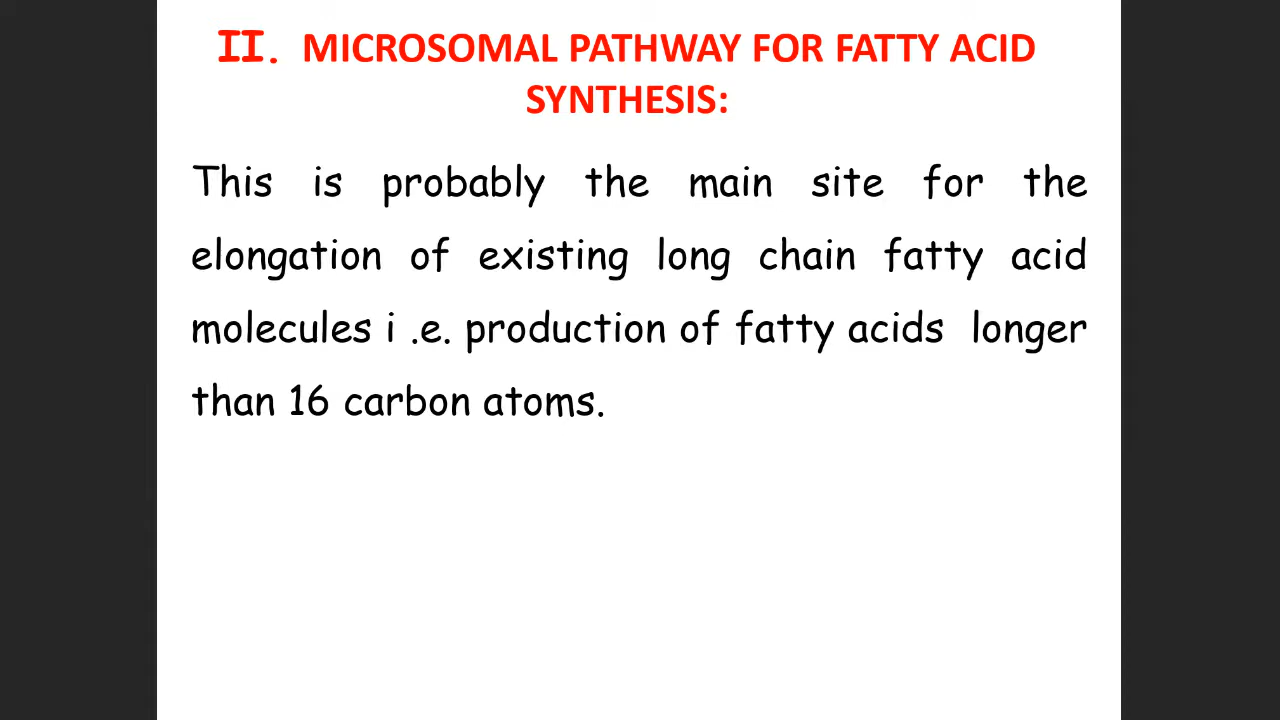 II. MICROSOMAL PATHWAY FOR FATTY ACID
SYNTHESIS:
This is probably the main site for the
elongation of existing long chain fatty acid
molecules i .e. production of fatty acids longer
than 16 carbon atoms.